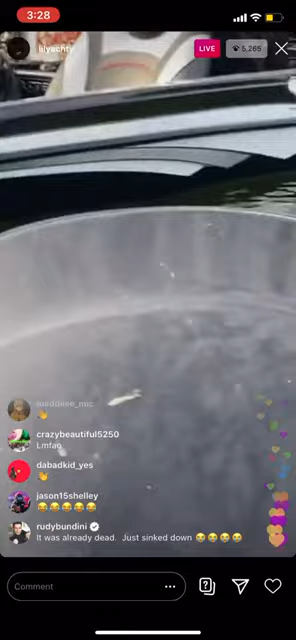 3:28
lilyachty
LIVE
5,265
crazybeautiful5250
Lmfao
dabadkid_yes
jason15shelley
😂😂😂😂😂
rudybundini
It was already dead. Just sinked down 😂😂😂😂
Comment